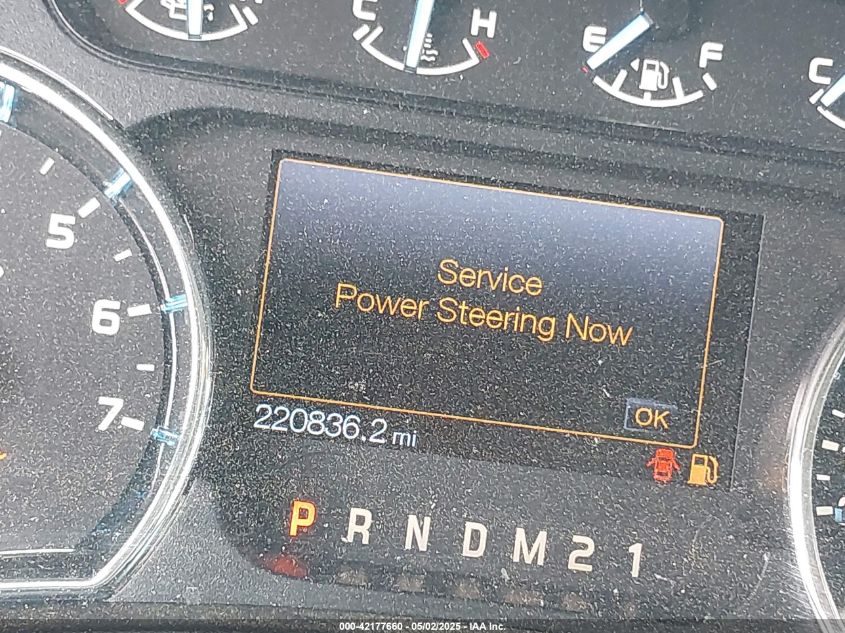 C H
E F
C
5
6
7
Service
Power Steering Now
OK
220836.2 mi
P R N D M 2 1
000-42177660 - 05/02/2025 - IAA Inc.